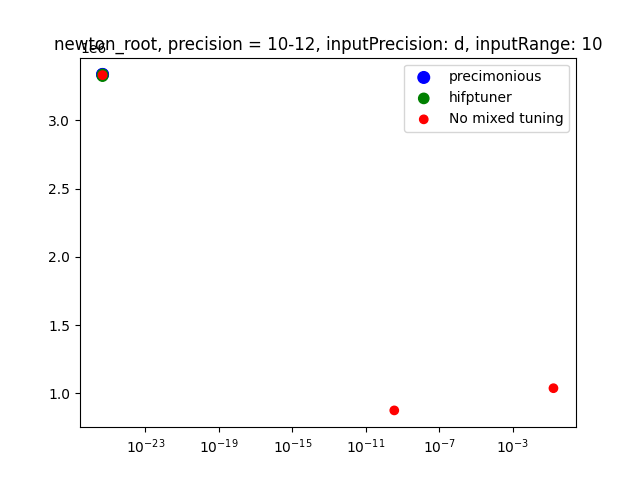 newton_root, precision = 10-12, inputPrecision: d, inputRange: 10
1e6
precimonious
hifptuner
No mixed tuning
3.0
2.5
2.0
1.5
1.0
10⁻²³ 10⁻¹⁹ 10⁻¹⁵ 10⁻¹¹ 10⁻⁷ 10⁻³